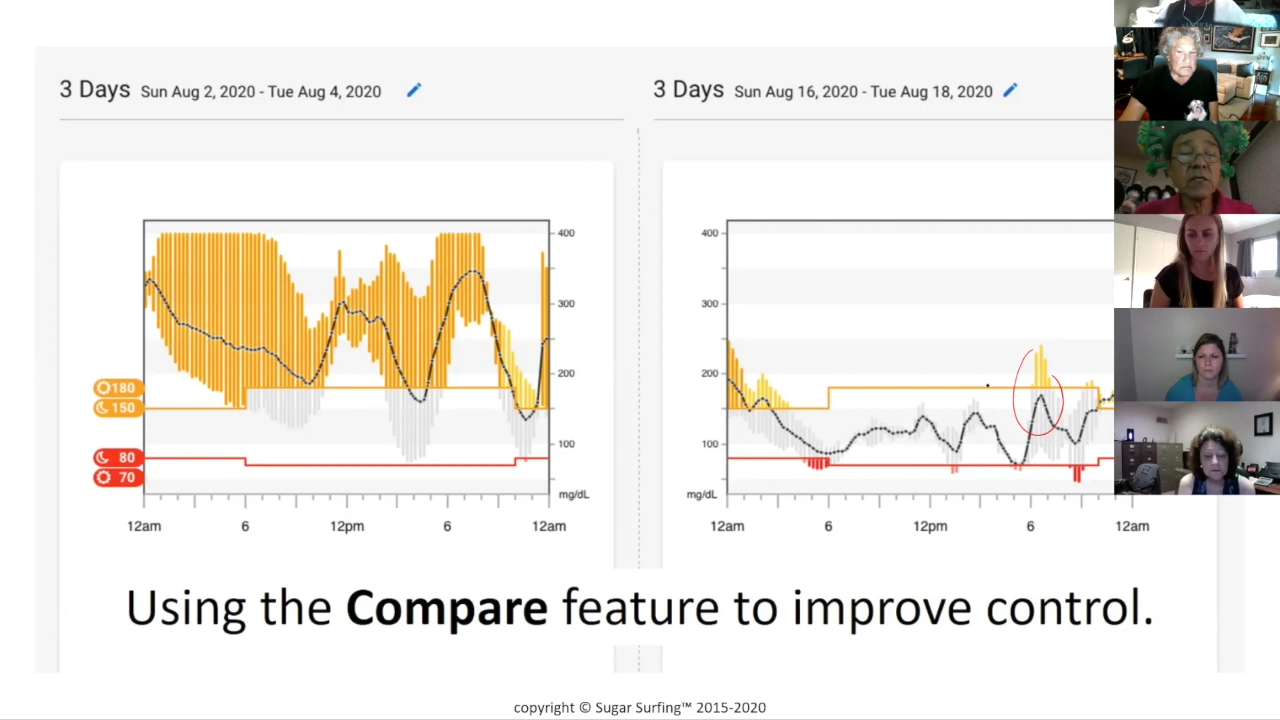 3 Days Sun Aug 2, 2020 - Tue Aug 4, 2020
3 Days Sun Aug 16, 2020 - Tue Aug 18, 2020
400
300
200
100
mg/dL
180
150
80
70
12am 6 12pm 6 12am
400
300
200
100
mg/dL
12am 6 12pm 6 12am
Using the Compare feature to improve control.
copyright © Sugar Surfing™ 2015-2020